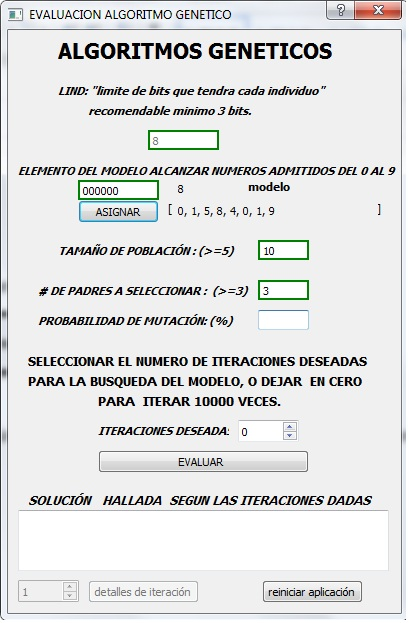 EVALUACION ALGORITMO GENETICO
ALGORITMOS GENETICOS
LIND: "limite de bits que tendra cada individuo"
recomendable minimo 3 bits.
8
ELEMENTO DEL MODELO ALCANZAR NUMEROS ADMITIDOS DEL 0 AL 9
000000 8 modelo
ASIGNAR [ 0, 1, 5, 8, 4, 0, 1, 9 ]
TAMAÑO DE POBLACIÓN : (>=5) 10
# DE PADRES A SELECCIONAR : (>=3) 3
PROBABILIDAD DE MUTACIÓN: (%)
SELECCIONAR EL NUMERO DE ITERACIONES DESEADAS
PARA LA BUSQUEDA DEL MODELO, O DEJAR EN CERO
PARA ITERAR 10000 VECES.
ITERACIONES DESEADA: 0
EVALUAR
SOLUCIÓN HALLADA SEGUN LAS ITERACIONES DADAS
1 detalles de iteración reiniciar aplicación